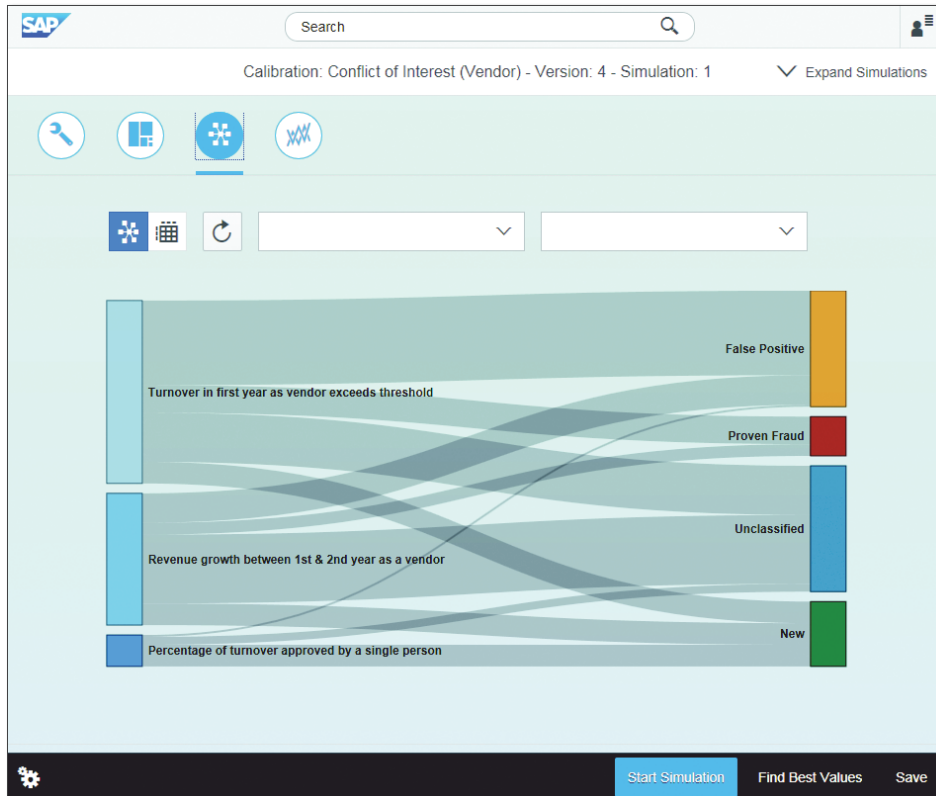 SAP
Search
Calibration: Conflict of Interest (Vendor) - Version: 4 - Simulation: 1
Expand Simulations
False Positive
Turnover in first year as vendor exceeds threshold
Proven Fraud
Unclassified
Revenue growth between 1st & 2nd year as a vendor
New
Percentage of turnover approved by a single person
Start Simulation
Find Best Values
Save